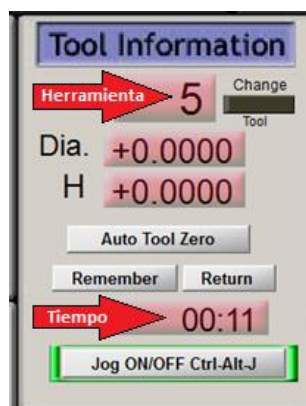 Tool Information
Herramienta 5 Change
Tool
Dia. +0.0000
H +0.0000
Auto Tool Zero
Remember Return
Tiempo 00:11
Jog ON/OFF Ctrl-Alt-J